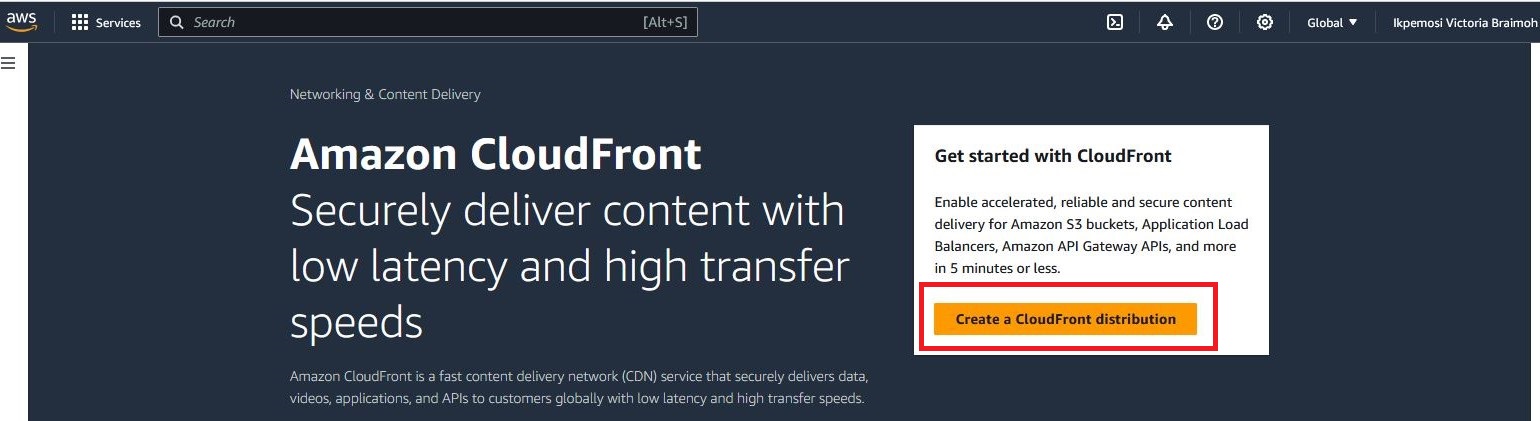 aws
Services
Search
[Alt+S]
Global
Ikpemosi Victoria Braimoh
Networking & Content Delivery
Amazon CloudFront
Securely deliver content with
low latency and high transfer
speeds
Amazon CloudFront is a fast content delivery network (CDN) service that securely delivers data,
videos, applications, and APIs to customers globally with low latency and high transfer speeds.
Get started with CloudFront
Enable accelerated, reliable and secure content
delivery for Amazon S3 buckets, Application Load
Balancers, Amazon API Gateway APIs, and more
in 5 minutes or less.
Create a CloudFront distribution